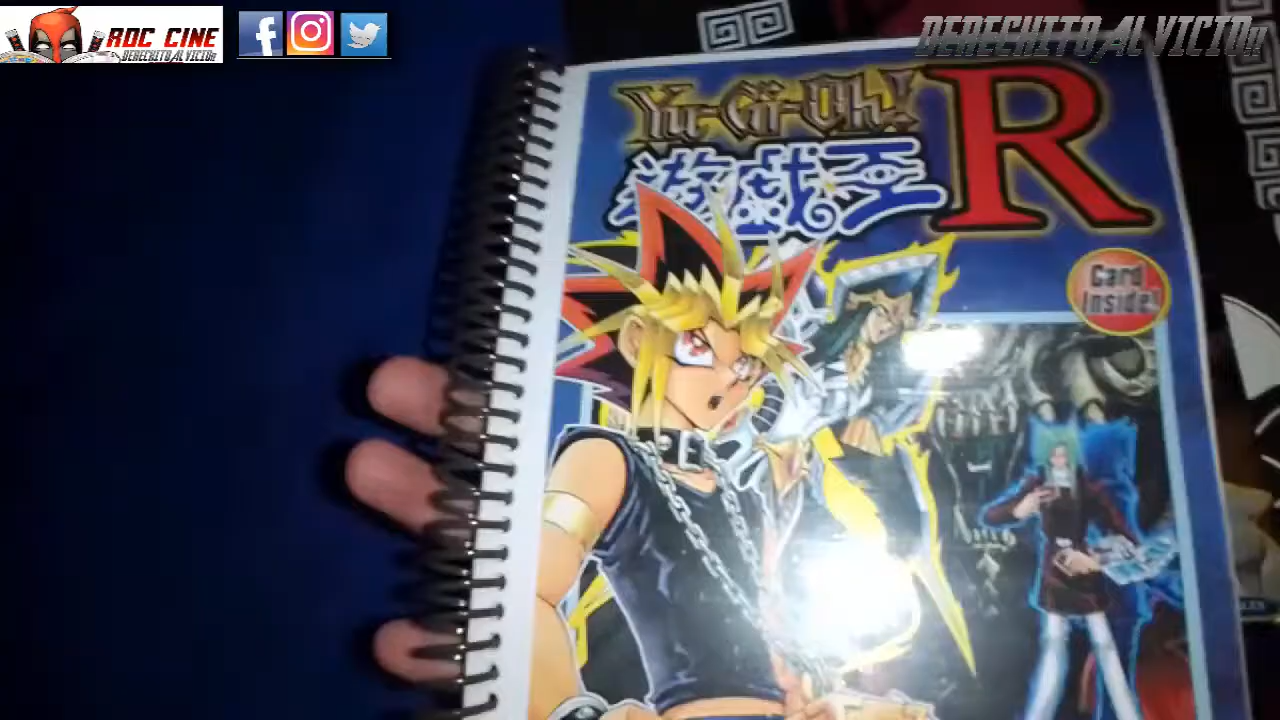 ROC CINE
DERECHITO AL VICIO!!
DERECHITO AL VICIO!!
Yu-Gi-Oh!
遊戯王
R
Card
Inside!